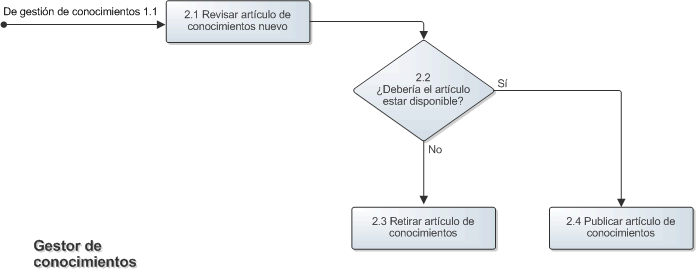 De gestión de conocimientos 1.1
2.1 Revisar artículo de
conocimientos nuevo
2.2
¿Debería el artículo
estar disponible?
Sí
No
2.3 Retirar artículo de
conocimientos
2.4 Publicar artículo de
conocimientos
Gestor de
conocimientos